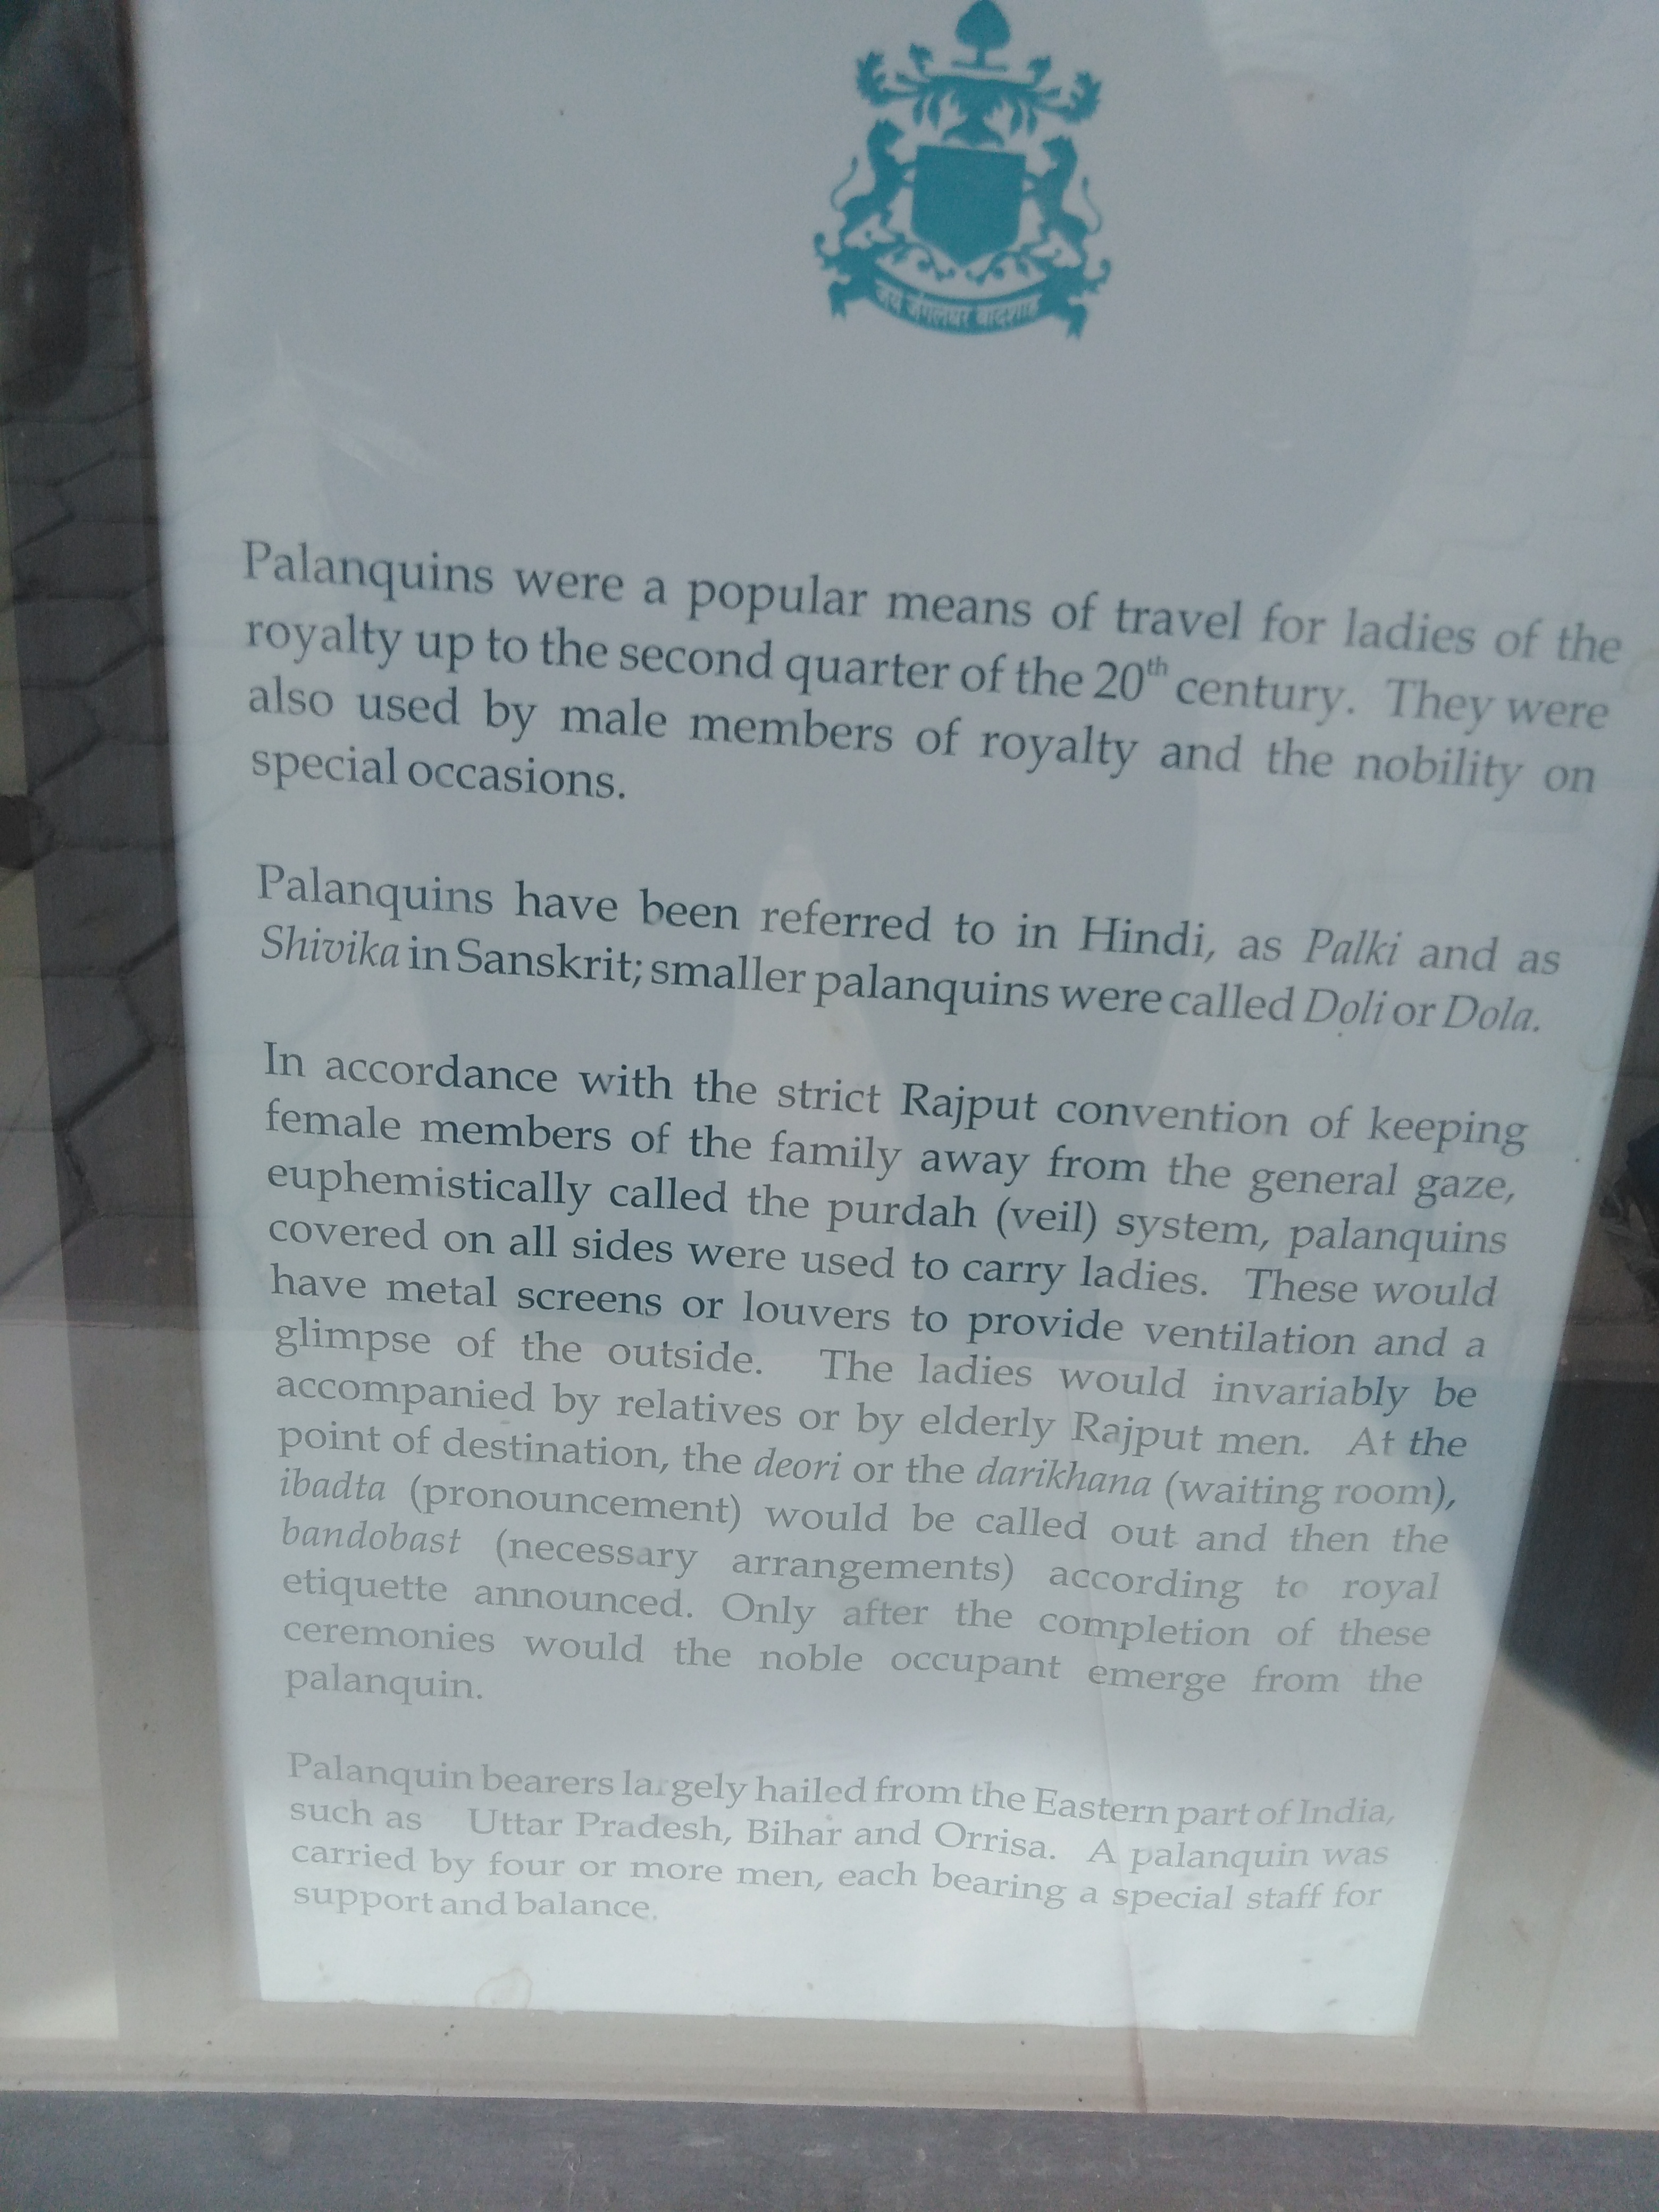 जय जंगलधर बादशाह
Palanquins were a popular means of travel for ladies of the
royalty up to the second quarter of the 20th century. They were
also used by male members of royalty and the nobility on
special occasions.
Palanquins have been referred to in Hindi, as Palki and as
Shivika in Sanskrit; smaller palanquins were called Doli or Dola.
In accordance with the strict Rajput convention of keeping
female members of the family away from the general gaze,
euphemistically called the purdah (veil) system, palanquins
covered on all sides were used to carry ladies. These would
have metal screens or louvers to provide ventilation and a
glimpse of the outside. The ladies would invariably be
accompanied by relatives or by elderly Rajput men. At the
point of destination, the deori or the darikhana (waiting room),
ibadta (pronouncement) would be called out and then the
bandobast (necessary arrangements) according to royal
etiquette announced. Only after the completion of these
ceremonies would the noble occupant emerge from the
palanquin.
Palanquin bearers largely hailed from the Eastern part of India,
such as Uttar Pradesh, Bihar and Orrisa. A palanquin was
carried by four or more men, each bearing a special staff for
support and balance.